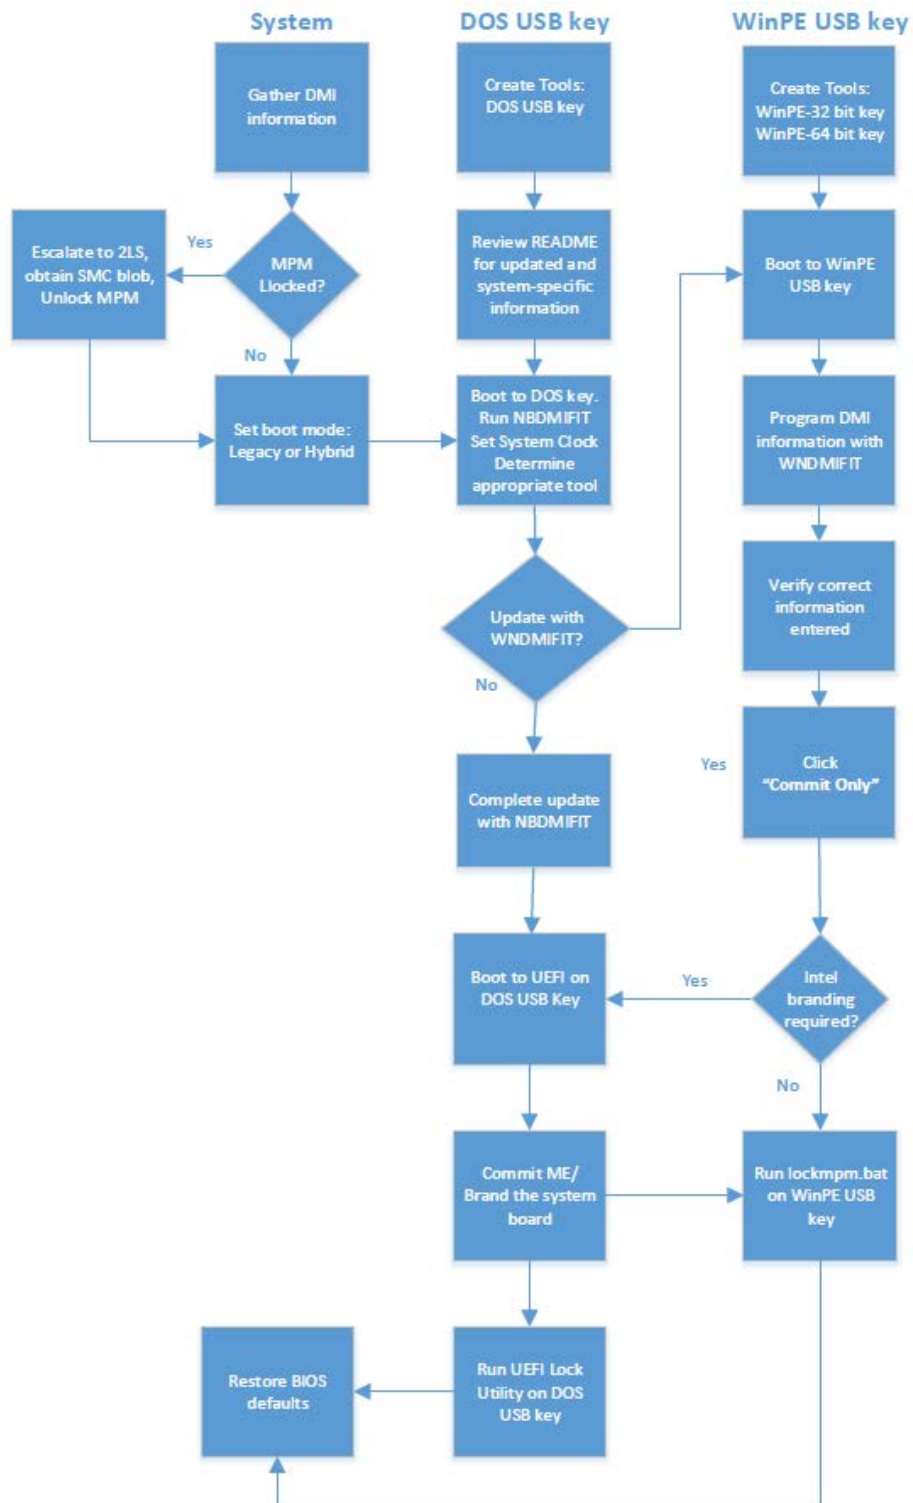 System
DOS USB key
WinPE USB key
Gather DMI
information
Create Tools:
DOS USB key
Create Tools:
WinPE-32 bit key
WinPE-64 bit key
Escalate to 2LS,
obtain SMC blob,
Unlock MPM
Yes
MPM
Llocked?
No
Review README
for updated and
system-specific
information
Boot to WinPE
USB key
Set boot mode:
Legacy or Hybrid
Boot to DOS key.
Run NBDMIFIT
Set System Clock
Determine
appropriate tool
Program DMI
information with
WNDMIFIT
Update with
WNDMIFIT?
No
Verify correct
information
entered
Yes
Click
“Commit Only”
Complete update
with NBDMIFIT
Boot to UEFI on
DOS USB Key
Yes
Intel
branding
required?
No
Commit ME/
Brand the system
board
Run lockmpm.bat
on WinPE USB
key
Restore BIOS
defaults
Run UEFI Lock
Utility on DOS
USB key